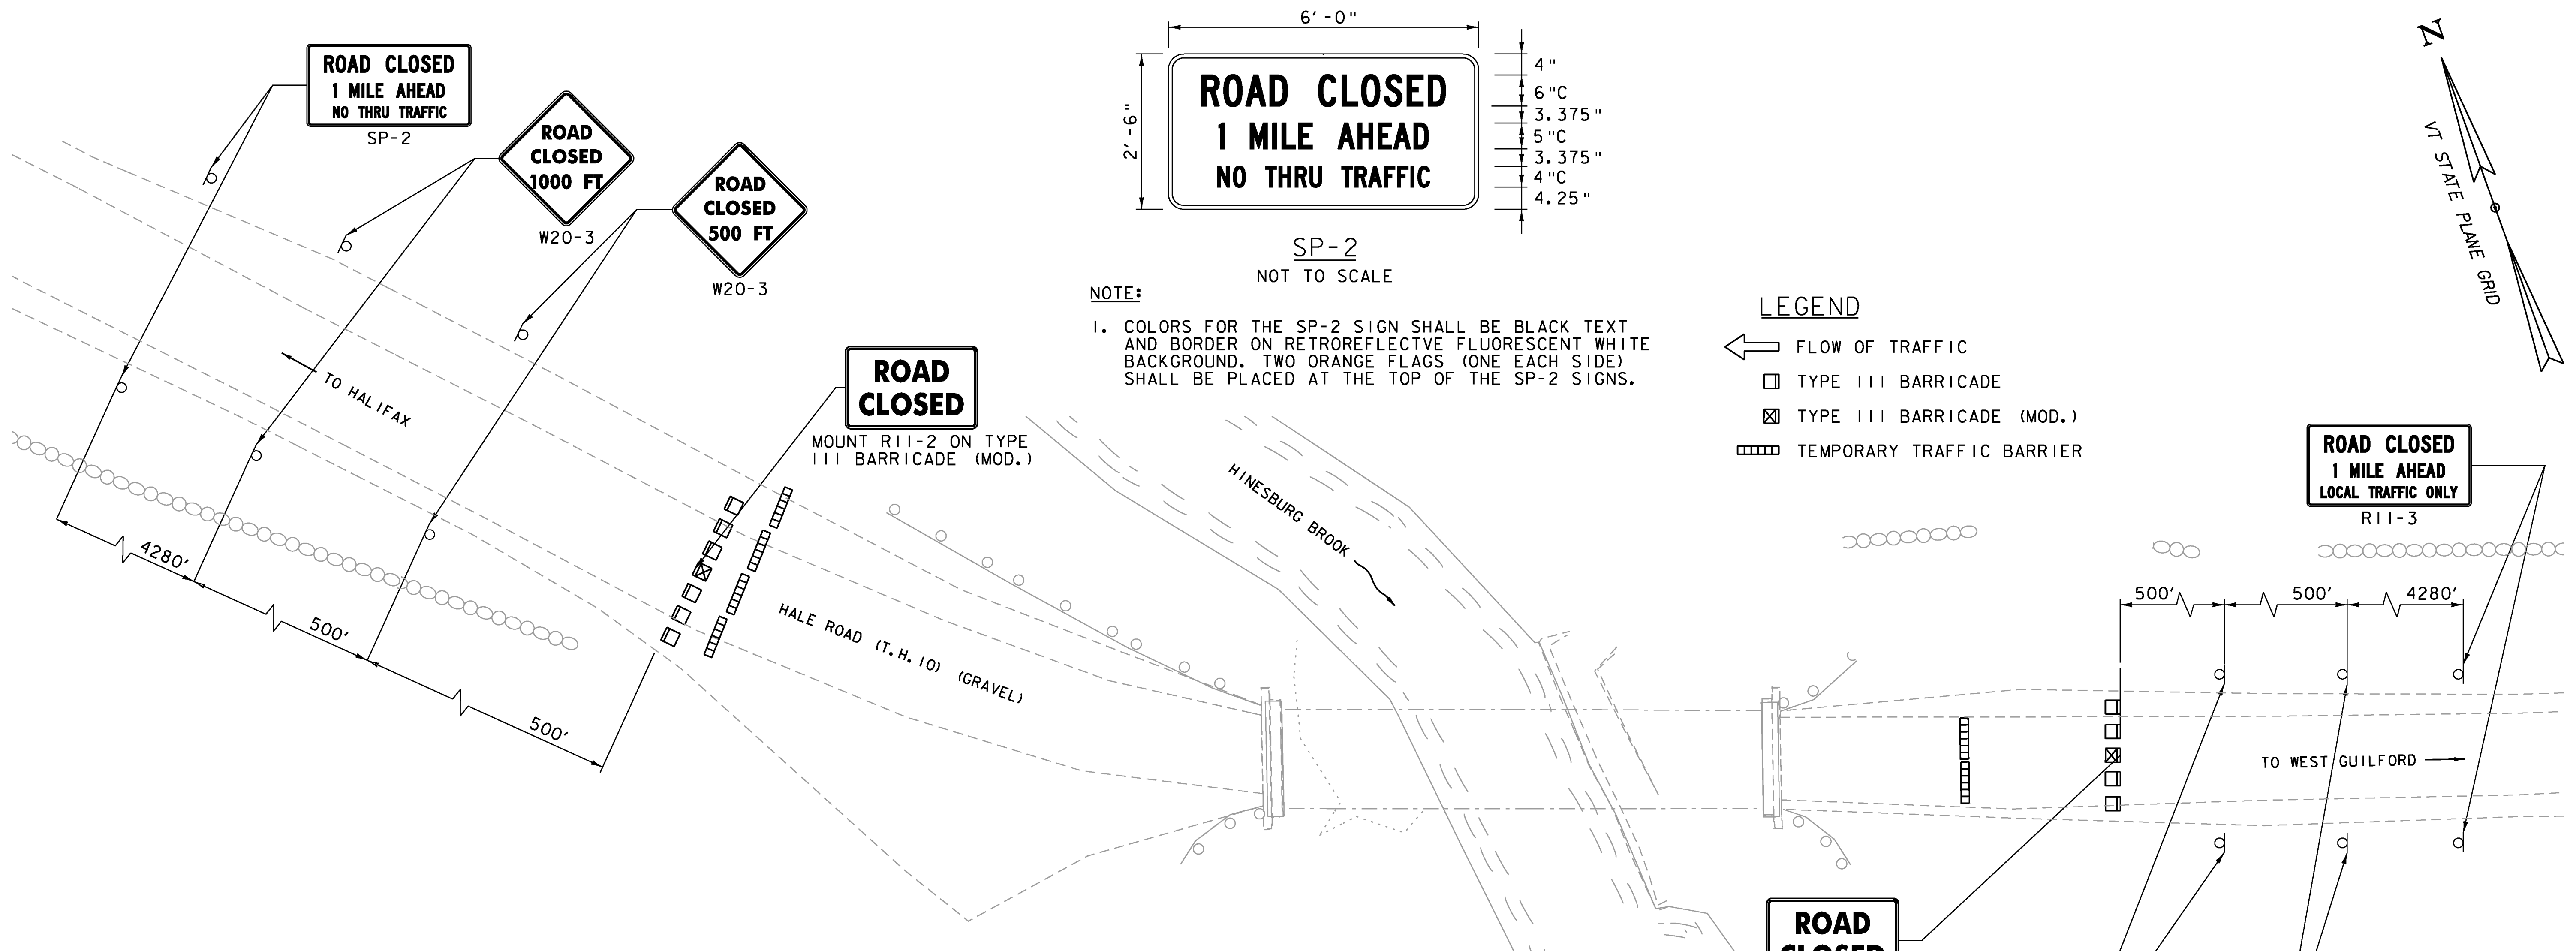 ROAD CLOSED
1 MILE AHEAD
NO THRU TRAFFIC
SP-2
ROAD
CLOSED
1000 FT
W20-3
ROAD
CLOSED
500 FT
W20-3
TO HALIFAX
4280'
500'
500'
ROAD
CLOSED
MOUNT R11-2 ON TYPE
III BARRICADE (MOD.)
HALE ROAD (T.H.10) (GRAVEL)
6'-0"
2'-6"
ROAD CLOSED
1 MILE AHEAD
NO THRU TRAFFIC
4"
6"C
3.375"
5"C
3.375"
4"C
4.25"
SP-2
NOT TO SCALE
NOTE:
1. COLORS FOR THE SP-2 SIGN SHALL BE BLACK TEXT
AND BORDER ON RETROREFLECTVE FLUORESCENT WHITE
BACKGROUND. TWO ORANGE FLAGS (ONE EACH SIDE)
SHALL BE PLACED AT THE TOP OF THE SP-2 SIGNS.
HINESBURG BROOK
LEGEND
FLOW OF TRAFFIC
TYPE III BARRICADE
TYPE III BARRICADE (MOD.)
TEMPORARY TRAFFIC BARRIER
N
VT STATE PLANE GRID
ROAD CLOSED
1 MILE AHEAD
LOCAL TRAFFIC ONLY
R11-3
500'
500'
4280'
TO WEST GUILFORD
ROAD
CLOSED